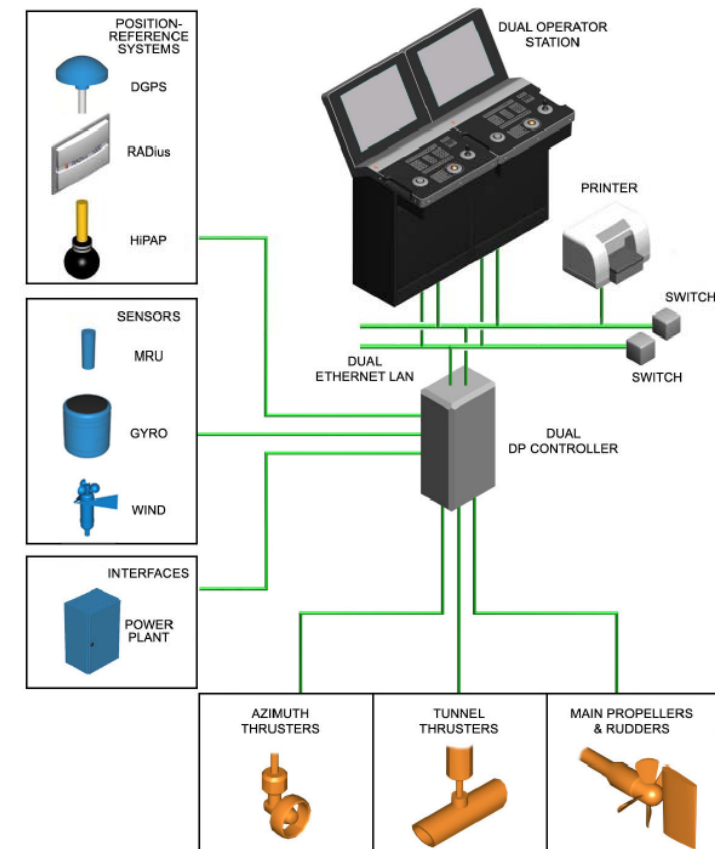 POSITION-
REFERENCE
SYSTEMS
DGPS
RADius
HiPAP
SENSORS
MRU
GYRO
WIND
INTERFACES
POWER
PLANT
DUAL OPERATOR
STATION
PRINTER
SWITCH
SWITCH
DUAL
ETHERNET LAN
DUAL
DP CONTROLLER
AZIMUTH
THRUSTERS
TUNNEL
THRUSTERS
MAIN PROPELLERS
& RUDDERS